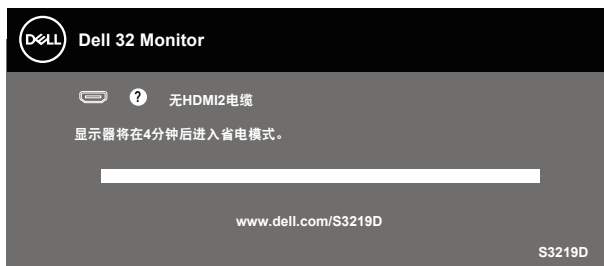 DELL Dell 32 Monitor
? 无HDMI2电缆
显示器将在4分钟后进入省电模式。
www.dell.com/S3219D
S3219D